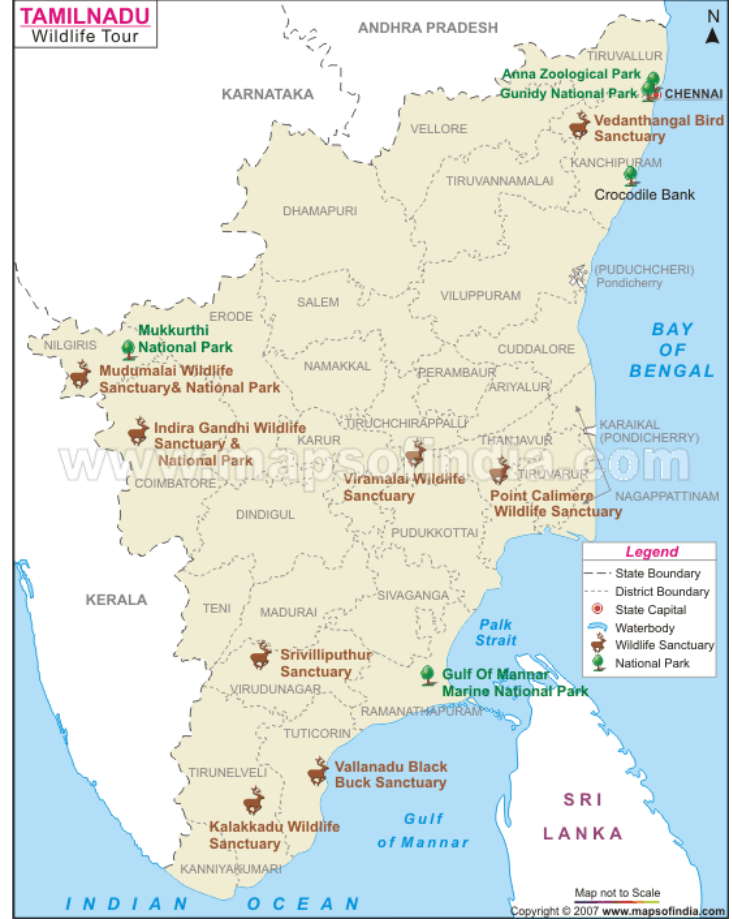 TAMILNADU
Wildlife Tour
N
ANDHRA PRADESH
TIRUVALLUR
Anna Zoological Park
Gunidy National Park
CHENNAI
KARNATAKA
VELLORE
Vedanthangal Bird
Sanctuary
KANCHIPURAM
TIRUVANNAMALAI
Crocodile Bank
DHAMAPURI
(PUDUCHCHERI)
Pondicherry
SALEM
VILUPPURAM
ERODE
Mukkurthi
National Park
NILGIRIS
BAY
OF
BENGAL
CUDDALORE
NAMAKKAL
PERAMBAUR
ARIYALUR
Mudumalai Wildlife
Sanctuary& National Park
Indira Gandhi Wildlife
Sanctuary &
National Park
TIRUCHCHIRAPPALLI
KARUR
THANJAVUR
KARAIKAL
(PONDICHERRY)
www.mapsofindia.com
COIMBATORE
Viramalai Wildlife
Sanctuary
TIRUVARUR
Point Calimere
Wildlife Sanctuary
NAGAPPATTINAM
DINDIGUL
PUDUKKOTTAI
Legend
State Boundary
District Boundary
State Capital
Waterbody
Wildlife Sanctuary
National Park
KERALA
TENI
MADURAI
SIVAGANGA
Palk
Strait
Srivilliputhur
Sanctuary
Gulf Of Mannar
Marine National Park
VIRUDUNAGAR
RAMANATHAPURAM
TUTICORIN
TIRUNELVELI
Vallanadu Black
Buck Sanctuary
Kalakkadu Wildlife
Sanctuary
Gulf
of Mannar
SRI
LANKA
KANNIYAKUMARI
INDIAN OCEAN
Map not to Scale
Copyright © 2007 www.mapsofindia.com